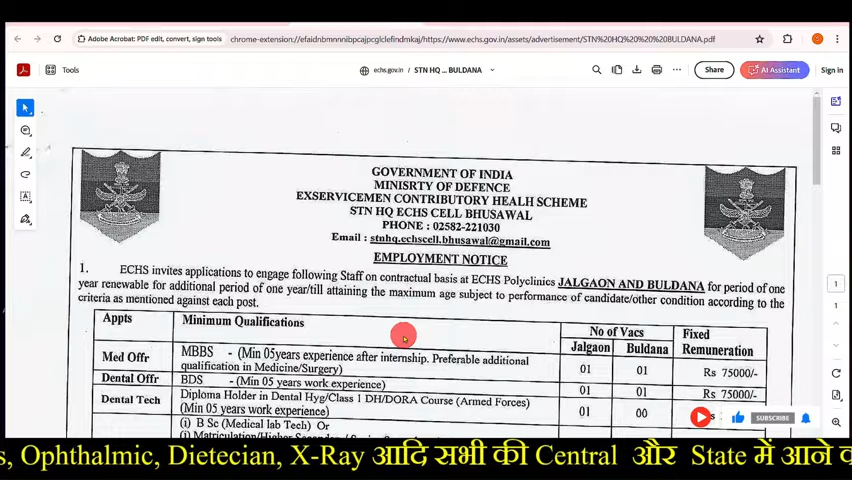 Adobe Acrobat: PDF edit, convert, sign tools
chrome-extension://efaidnbmnnnibpcajpcglclefindmkaj/https://www.echs.gov.in/assets/advertisement/STN%20HQ%20%20%20BULDANA.pdf
Tools
echs.gov.in / STN HQ ... BULDANA
Share
AI Assistant
Sign in
GOVERNMENT OF INDIA
MINISRTY OF DEFENCE
EXSERVICEMEN CONTRIBUTORY HEALH SCHEME
STN HQ ECHS CELL BHUSAWAL
PHONE : 02582-221030
Email : stnhq.echscell.bhusawal@gmail.com
EMPLOYMENT NOTICE
1. ECHS invites applications to engage following Staff on contractual basis at ECHS Polyclinics JALGAON AND BULDANA for period of one
year renewable for additional period of one year/till attaining the maximum age subject to performance of candidate/other condition according to the
criteria as mentioned against each post.
Appts Minimum Qualifications No of Vacs Fixed
Jalgaon Buldana Remuneration
Med Offr MBBS - (Min 05years experience after internship. Preferable additional
qualification in Medicine/Surgery) 01 01 Rs 75000/-
Dental Offr BDS - (Min 05 years work experience) 01 01 Rs 75000/-
Dental Tech Diploma Holder in Dental Hyg/Class 1 DH/DORA Course (Armed Forces)
(Min 05 years work experience) 01 00
(i) B Sc (Medical lab Tech) Or
SUBSCRIBE
s, Ophthalmic, Dietecian, X-Ray आदि सभी की Central और State में आने व
1
1